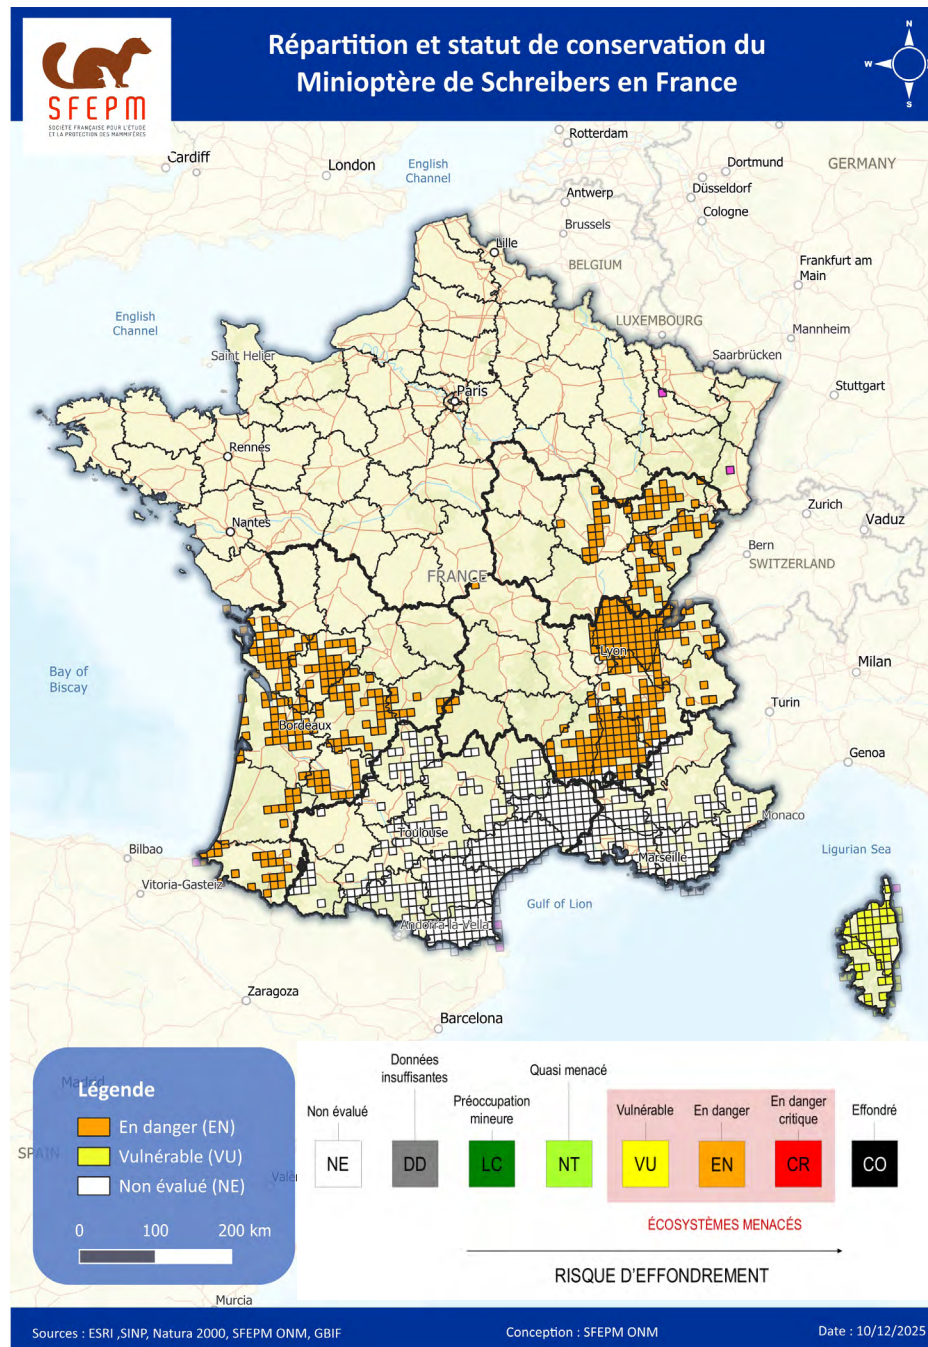 Répartition et statut de conservation du
Minioptère de Schreibers en France
SFEPM
SOCIÉTÉ FRANÇAISE POUR L'ÉTUDE
ET LA PROTECTION DES MAMMIFÈRES
N
W
S
Rotterdam
Cardiff
London
English
Channel
Dortmund
GERMANY
Düsseldorf
Antwerp
Cologne
Brussels
Lille
BELGIUM
Frankfurt am
Main
English
Channel
LUXEMBOURG
Mannheim
Saint Helier
Saarbrücken
Stuttgart
Paris
Rennes
Zurich
Vaduz
Nantes
Bern
SWITZERLAND
FRANCE
Lyon
Milan
Bay of
Biscay
Turin
Bordeaux
Genoa
Monaco
Toulouse
Ligurian Sea
Marseille
Bilbao
Vitoria-Gasteiz
Gulf of Lion
Andorra la Vella
Zaragoza
Barcelona
Madrid
SPAIN
Murcia
Légende
En danger (EN)
Vulnérable (VU)
Non évalué (NE)
0 100 200 km
Non évalué
Données
insuffisantes
Préoccupation
mineure
Quasi menacé
Vulnérable
En danger
En danger
critique
Effondré
NE DD LC NT VU EN CR CO
ÉCOSYSTÈMES MENACÉS
RISQUE D'EFFONDREMENT
Sources : ESRI ,SINP, Natura 2000, SFEPM ONM, GBIF
Conception : SFEPM ONM
Date : 10/12/2025